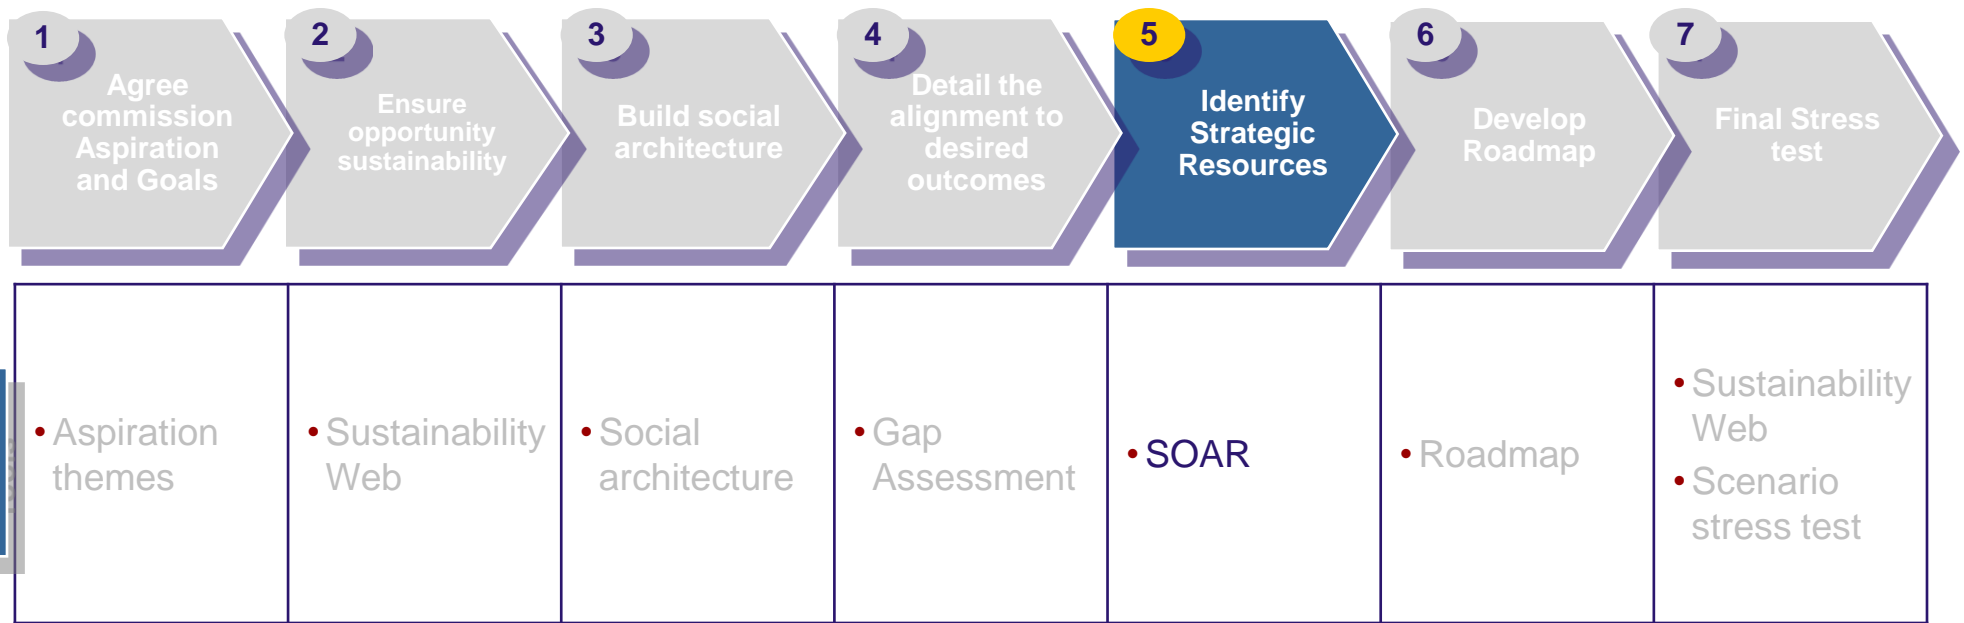 1
Agree
commission
Aspiration
and Goals
2
Ensure
opportunity
sustainability
3
Build social
architecture
4
Detail the
alignment to
desired
outcomes
5
Identify
Strategic
Resources
6
Develop
Roadmap
7
Final Stress
test
• Aspiration
themes
• Sustainability
Web
• Social
architecture
• Gap
Assessment
• SOAR
• Roadmap
• Sustainability
Web
• Scenario
stress test